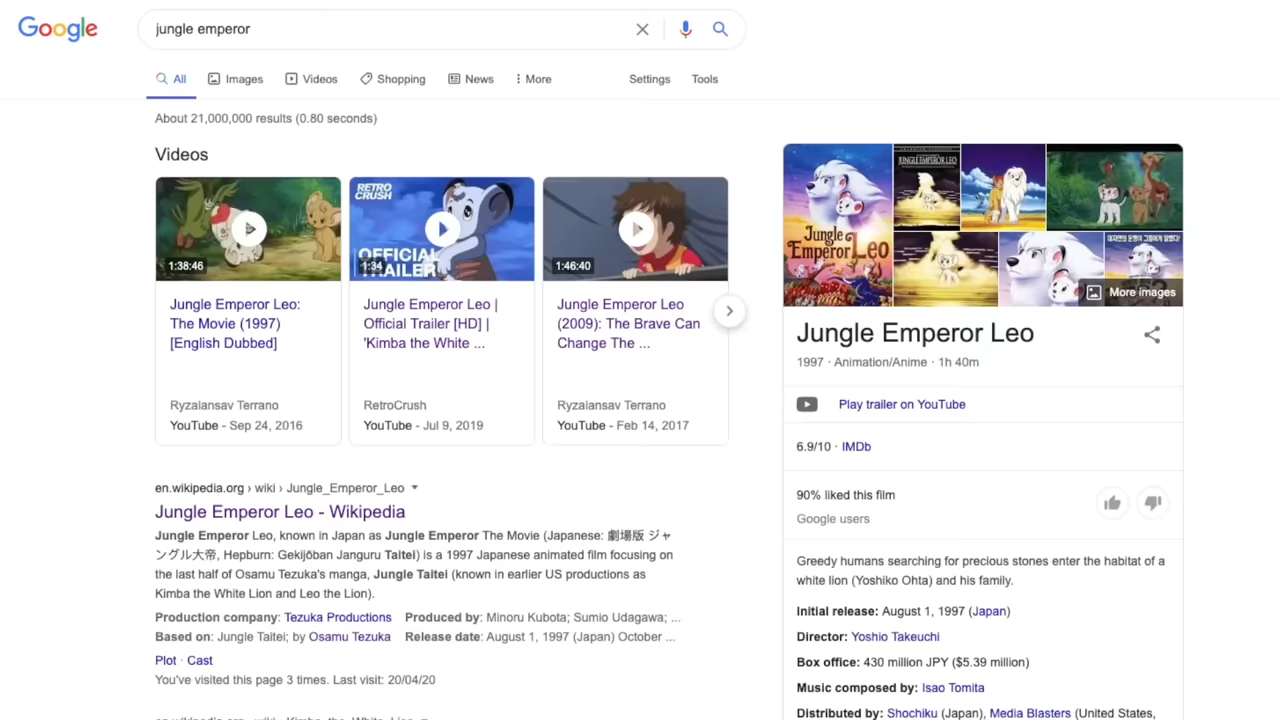 Google
jungle emperor
All Images Videos Shopping News More Settings Tools
About 21,000,000 results (0.80 seconds)
Videos
1:38:46
Jungle Emperor Leo:
The Movie (1997)
[English Dubbed]
Ryzalansav Terrano
YouTube - Sep 24, 2016
RETRO
CRUSH
OFFICIAL
TRAILER
1:34
Jungle Emperor Leo |
Official Trailer [HD] |
'Kimba the White ...
RetroCrush
YouTube - Jul 9, 2019
1:46:40
Jungle Emperor Leo
(2009): The Brave Can
Change The ...
Ryzalansav Terrano
YouTube - Feb 14, 2017
en.wikipedia.org › wiki › Jungle_Emperor_Leo
Jungle Emperor Leo - Wikipedia
Jungle Emperor Leo, known in Japan as Jungle Emperor The Movie (Japanese: 劇場版 ジャ
ングル大帝, Hepburn: Gekijōban Janguru Taitei) is a 1997 Japanese animated film focusing on
the last half of Osamu Tezuka's manga, Jungle Taitei (known in earlier US productions as
Kimba the White Lion and Leo the Lion).
Production company: Tezuka Productions Produced by: Minoru Kubota; Sumio Udagawa; ...
Based on: Jungle Taitei; by Osamu Tezuka Release date: August 1, 1997 (Japan) October ...
Plot · Cast
You've visited this page 3 times. Last visit: 20/04/20
Jungle
Emperor Leo
JUNGLE EMPEROR LEO
More images
Jungle Emperor Leo
1997 · Animation/Anime · 1h 40m
Play trailer on YouTube
6.9/10 · IMDb
90% liked this film
Google users
Greedy humans searching for precious stones enter the habitat of a
white lion (Yoshiko Ohta) and his family.
Initial release: August 1, 1997 (Japan)
Director: Yoshio Takeuchi
Box office: 430 million JPY ($5.39 million)
Music composed by: Isao Tomita
Distributed by: Shochiku (Japan), Media Blasters (United States,